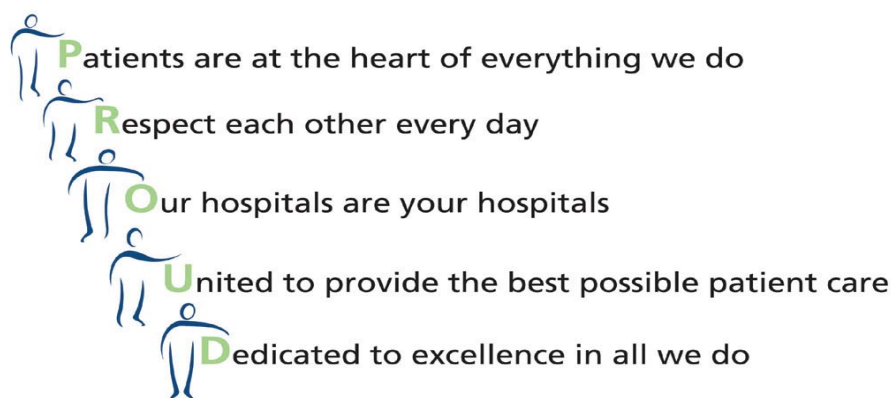 Patients are at the heart of everything we do
Respect each other every day
Our hospitals are your hospitals
United to provide the best possible patient care
Dedicated to excellence in all we do